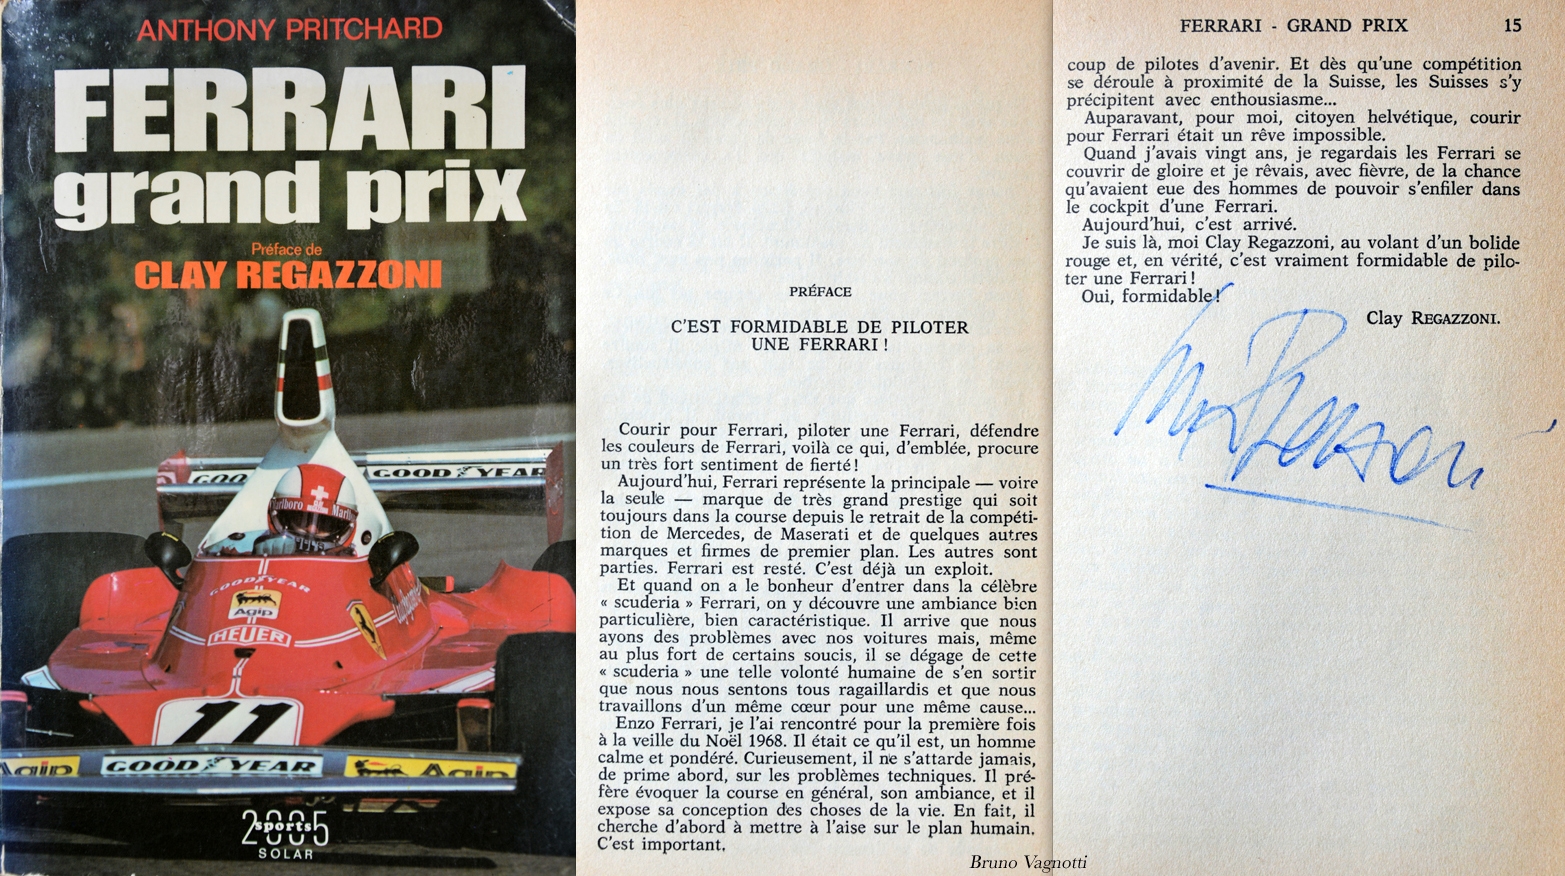 ANTHONY PRITCHARD
FERRARI
grand prix
Préface de
CLAY REGAZZONI
GOODYEAR
Marlboro
Marl
GOODYEAR
Agip
HEUER
11
Agip
GOODYEAR
Agip
2005
sports
SOLAR
PRÉFACE
C'EST FORMIDABLE DE PILOTER
UNE FERRARI !
Courir pour Ferrari, piloter une Ferrari, défendre
les couleurs de Ferrari, voilà ce qui, d'emblée, procure
un très fort sentiment de fierté !
Aujourd'hui, Ferrari représente la principale — voire
la seule — marque de très grand prestige qui soit
toujours dans la course depuis le retrait de la compéti-
tion de Mercedes, de Maserati et de quelques autres
marques et firmes de premier plan. Les autres sont
parties. Ferrari est resté. C'est déjà un exploit.
Et quand on a le bonheur d'entrer dans la célèbre
« scuderia » Ferrari, on y découvre une ambiance bien
particulière, bien caractéristique. Il arrive que nous
ayons des problèmes avec nos voitures mais, même
au plus fort de certains soucis, il se dégage de cette
« scuderia » une telle volonté humaine de s'en sortir
que nous nous sentons tous ragaillardis et que nous
travaillons d'un même cœur pour une même cause...
Enzo Ferrari, je l'ai rencontré pour la première fois
à la veille du Noël 1968. Il était ce qu'il est, un homme
calme et pondéré. Curieusement, il ne s'attarde jamais,
de prime abord, sur les problèmes techniques. Il pré-
fère évoquer la course en général, son ambiance, et il
expose sa conception des choses de la vie. En fait, il
cherche d'abord à mettre à l'aise sur le plan humain.
C'est important.
FERRARI - GRAND PRIX 15
coup de pilotes d'avenir. Et dès qu'une compétition
se déroule à proximité de la Suisse, les Suisses s'y
précipitent avec enthousiasme...
Auparavant, pour moi, citoyen helvétique, courir
pour Ferrari était un rêve impossible.
Quand j'avais vingt ans, je regardais les Ferrari se
couvrir de gloire et je rêvais, avec fièvre, de la chance
qu'avaient eue des hommes de pouvoir s'enfiler dans
le cockpit d'une Ferrari.
Aujourd'hui, c'est arrivé.
Je suis là, moi Clay Regazzoni, au volant d'un bolide
rouge et, en vérité, c'est vraiment formidable de pilo-
ter une Ferrari !
Oui, formidable !
Clay REGAZZONI.
Bruno Vagnotti